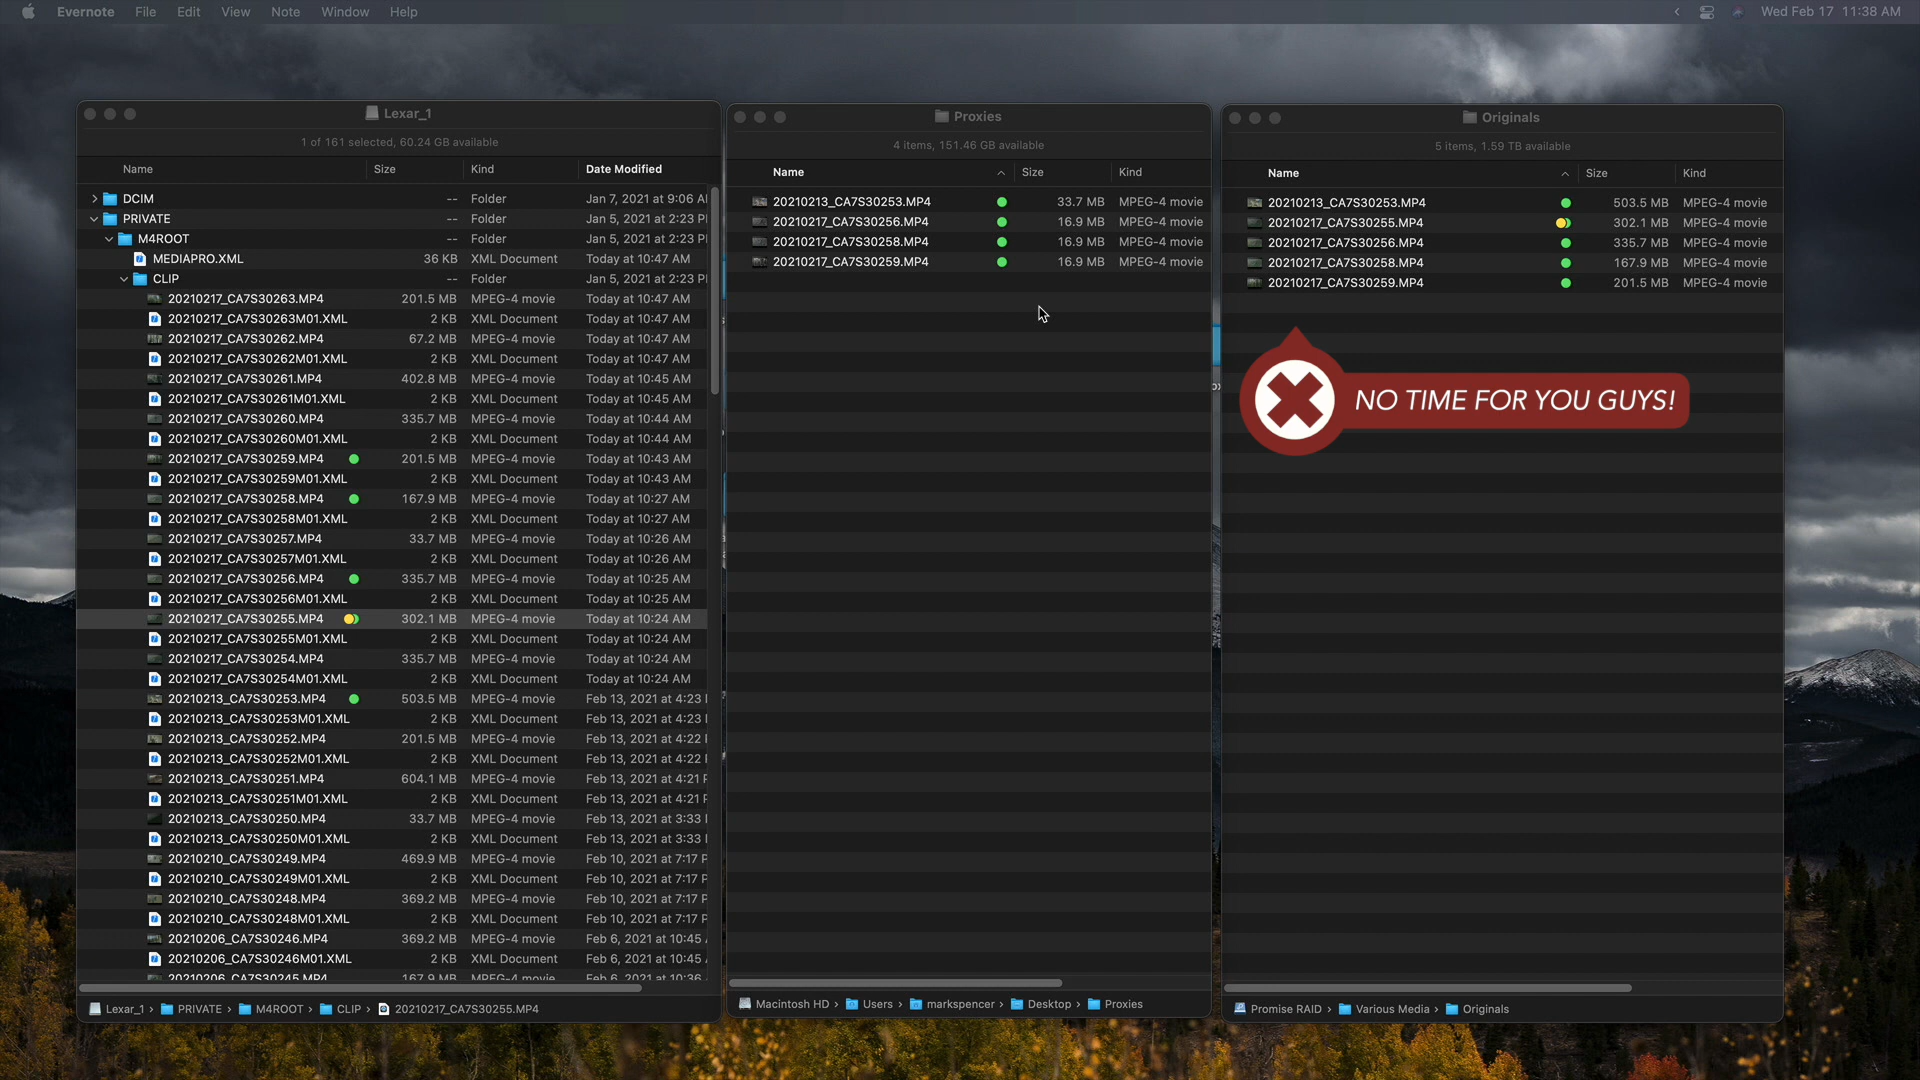 Evernote File Edit View Note Window Help Wed Feb 17 11:38 AM
Lexar_1
1 of 161 selected, 60.24 GB available
Name Size Kind Date Modified
DCIM -- Folder Jan 7, 2021 at 9:06
PRIVATE -- Folder Jan 5, 2021 at 2:23
M4ROOT -- Folder Jan 5, 2021 at 2:23
MEDIAPRO.XML 36 KB XML Document Today at 10:47 AM
CLIP -- Folder Jan 5, 2021 at 2:23
20210217_CA7S30263.MP4 201.5 MB MPEG-4 movie Today at 10:47 AM
20210217_CA7S30263M01.XML 2 KB XML Document Today at 10:47 AM
20210217_CA7S30262.MP4 67.2 MB MPEG-4 movie Today at 10:47 AM
20210217_CA7S30262M01.XML 2 KB XML Document Today at 10:47 AM
20210217_CA7S30261.MP4 402.8 MB MPEG-4 movie Today at 10:45 AM
20210217_CA7S30261M01.XML 2 KB XML Document Today at 10:45 AM
20210217_CA7S30260.MP4 335.7 MB MPEG-4 movie Today at 10:44 AM
20210217_CA7S30260M01.XML 2 KB XML Document Today at 10:44 AM
20210217_CA7S30259.MP4 201.5 MB MPEG-4 movie Today at 10:43 AM
20210217_CA7S30259M01.XML 2 KB XML Document Today at 10:43 AM
20210217_CA7S30258.MP4 167.9 MB MPEG-4 movie Today at 10:27 AM
20210217_CA7S30258M01.XML 2 KB XML Document Today at 10:27 AM
20210217_CA7S30257.MP4 33.7 MB MPEG-4 movie Today at 10:26 AM
20210217_CA7S30257M01.XML 2 KB XML Document Today at 10:26 AM
20210217_CA7S30256.MP4 335.7 MB MPEG-4 movie Today at 10:25 AM
20210217_CA7S30256M01.XML 2 KB XML Document Today at 10:25 AM
20210217_CA7S30255.MP4 302.1 MB MPEG-4 movie Today at 10:24 AM
20210217_CA7S30255M01.XML 2 KB XML Document Today at 10:24 AM
20210217_CA7S30254.MP4 335.7 MB MPEG-4 movie Today at 10:24 AM
20210217_CA7S30254M01.XML 2 KB XML Document Today at 10:24 AM
20210213_CA7S30253.MP4 503.5 MB MPEG-4 movie Feb 13, 2021 at 4:23
20210213_CA7S30253M01.XML 2 KB XML Document Feb 13, 2021 at 4:23
20210213_CA7S30252.MP4 201.5 MB MPEG-4 movie Feb 13, 2021 at 4:22
20210213_CA7S30252M01.XML 2 KB XML Document Feb 13, 2021 at 4:22
20210213_CA7S30251.MP4 604.1 MB MPEG-4 movie Feb 13, 2021 at 4:21
20210213_CA7S30251M01.XML 2 KB XML Document Feb 13, 2021 at 4:21
20210213_CA7S30250.MP4 33.7 MB MPEG-4 movie Feb 13, 2021 at 3:33
20210213_CA7S30250M01.XML 2 KB XML Document Feb 13, 2021 at 3:33
20210210_CA7S30249.MP4 469.9 MB MPEG-4 movie Feb 10, 2021 at 7:17
20210210_CA7S30249M01.XML 2 KB XML Document Feb 10, 2021 at 7:17
20210210_CA7S30248.MP4 369.2 MB MPEG-4 movie Feb 10, 2021 at 7:17
20210210_CA7S30248M01.XML 2 KB XML Document Feb 10, 2021 at 7:17
20210206_CA7S30246.MP4 369.2 MB MPEG-4 movie Feb 6, 2021 at 10:45
20210206_CA7S30246M01.XML 2 KB XML Document Feb 6, 2021 at 10:45
20210206_CA7S30245.MP4 167.9 MB MPEG-4 movie Feb 6, 2021 at 10:36
Lexar_1 › PRIVATE › M4ROOT › CLIP › 20210217_CA7S30255.MP4
Proxies
4 items, 151.46 GB available
Name Size Kind
20210213_CA7S30253.MP4 33.7 MB MPEG-4 movie
20210217_CA7S30256.MP4 16.9 MB MPEG-4 movie
20210217_CA7S30258.MP4 16.9 MB MPEG-4 movie
20210217_CA7S30259.MP4 16.9 MB MPEG-4 movie
Macintosh HD › Users › markspencer › Desktop › Proxies
Originals
5 items, 1.59 TB available
Name Size Kind
20210213_CA7S30253.MP4 503.5 MB MPEG-4 movie
20210217_CA7S30255.MP4 302.1 MB MPEG-4 movie
20210217_CA7S30256.MP4 335.7 MB MPEG-4 movie
20210217_CA7S30258.MP4 167.9 MB MPEG-4 movie
20210217_CA7S30259.MP4 201.5 MB MPEG-4 movie
NO TIME FOR YOU GUYS!
Promise RAID › Various Media › Originals